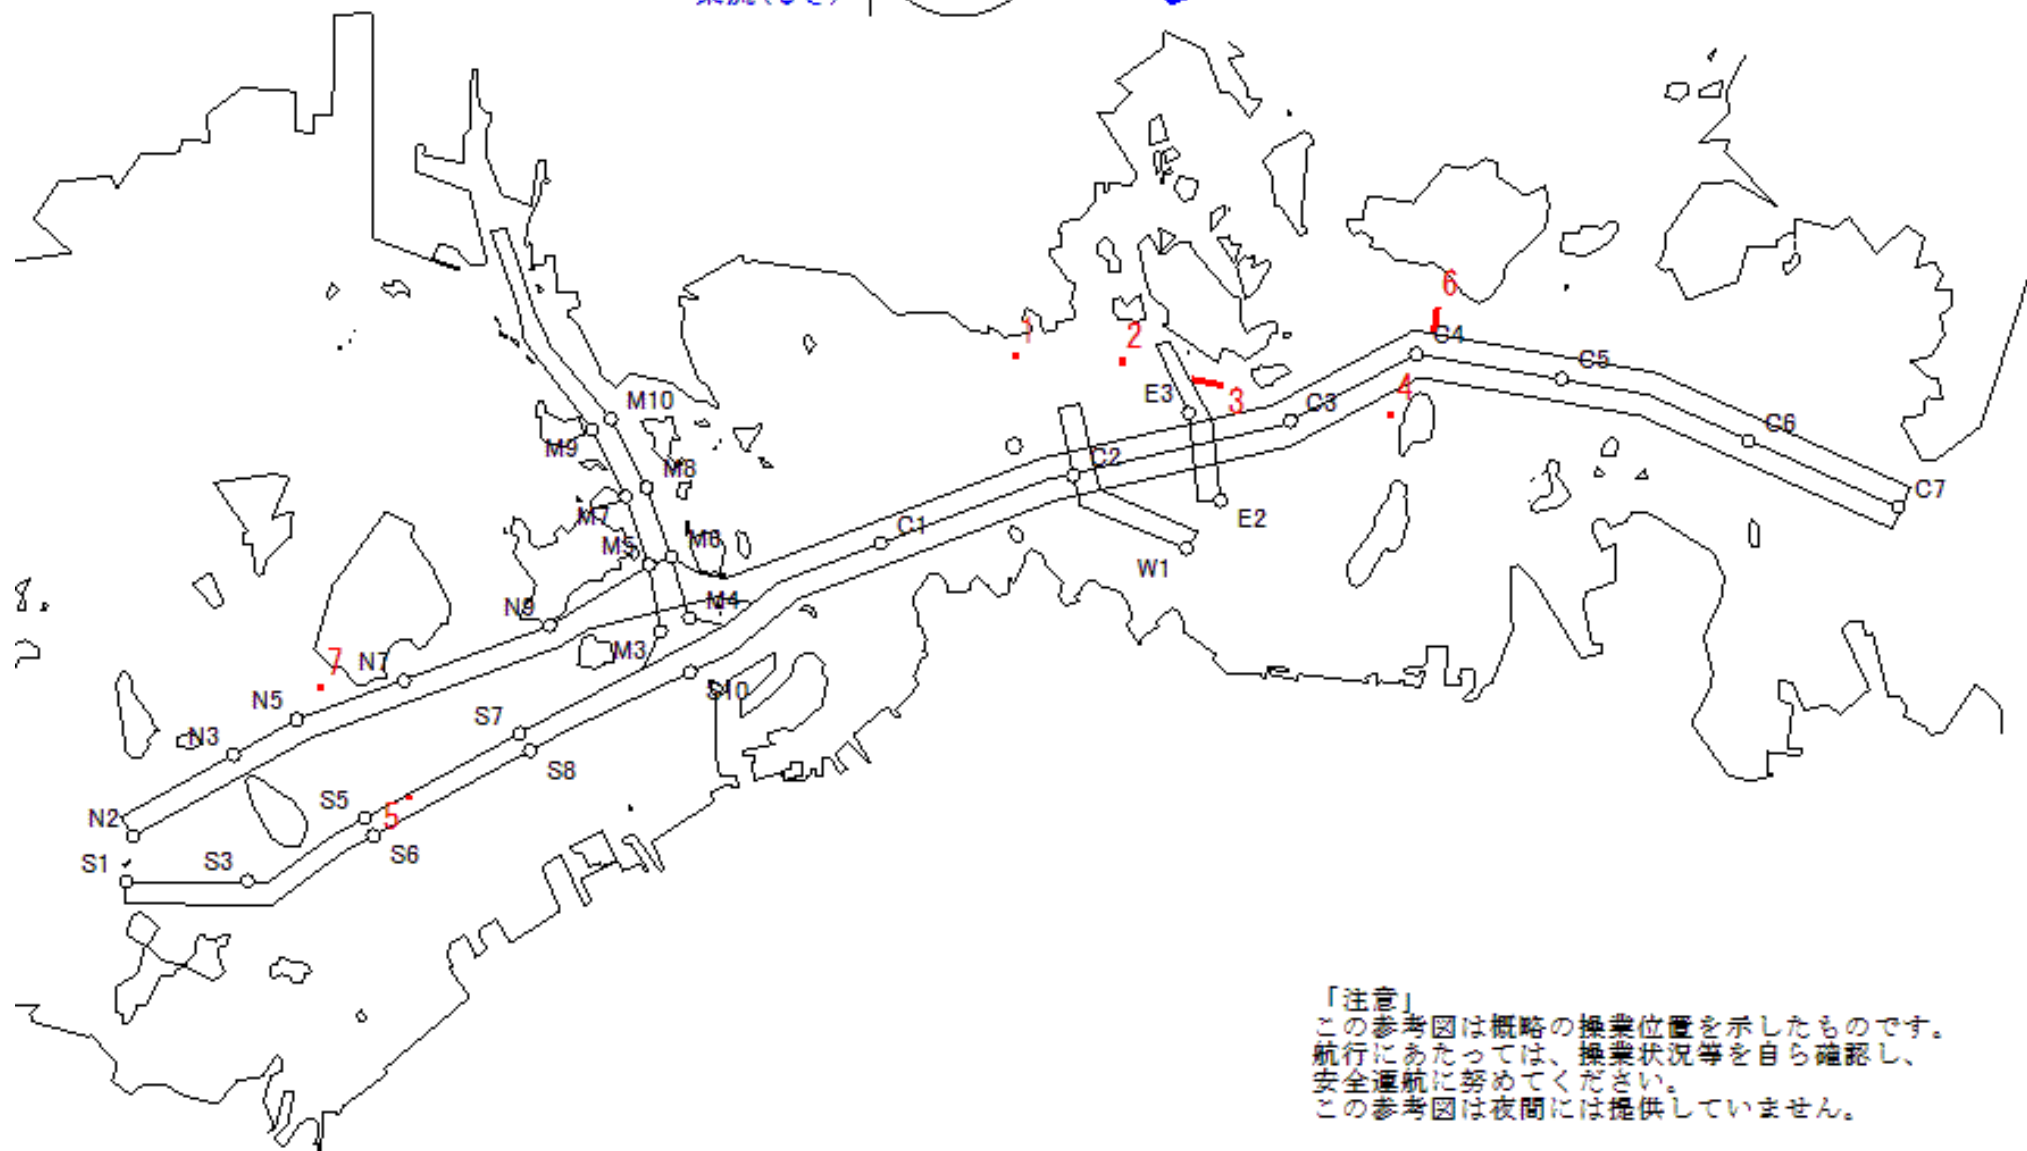 6
1
2
C4
C5
E3
3
C3
4
M10
C6
M9
M8
C2
C7
M7
E2
C1
M5
M6
W1
N9
M4
M3
7
N7
S10
N5
S7
N3
S8
S5
5
N2
S6
S1
S3
「注意」
この参考図は概略の操業位置を示したものです。
航行にあたっては、操業状況等を自ら確認し、
安全運航に努めてください。
この参考図は夜間には提供していません。